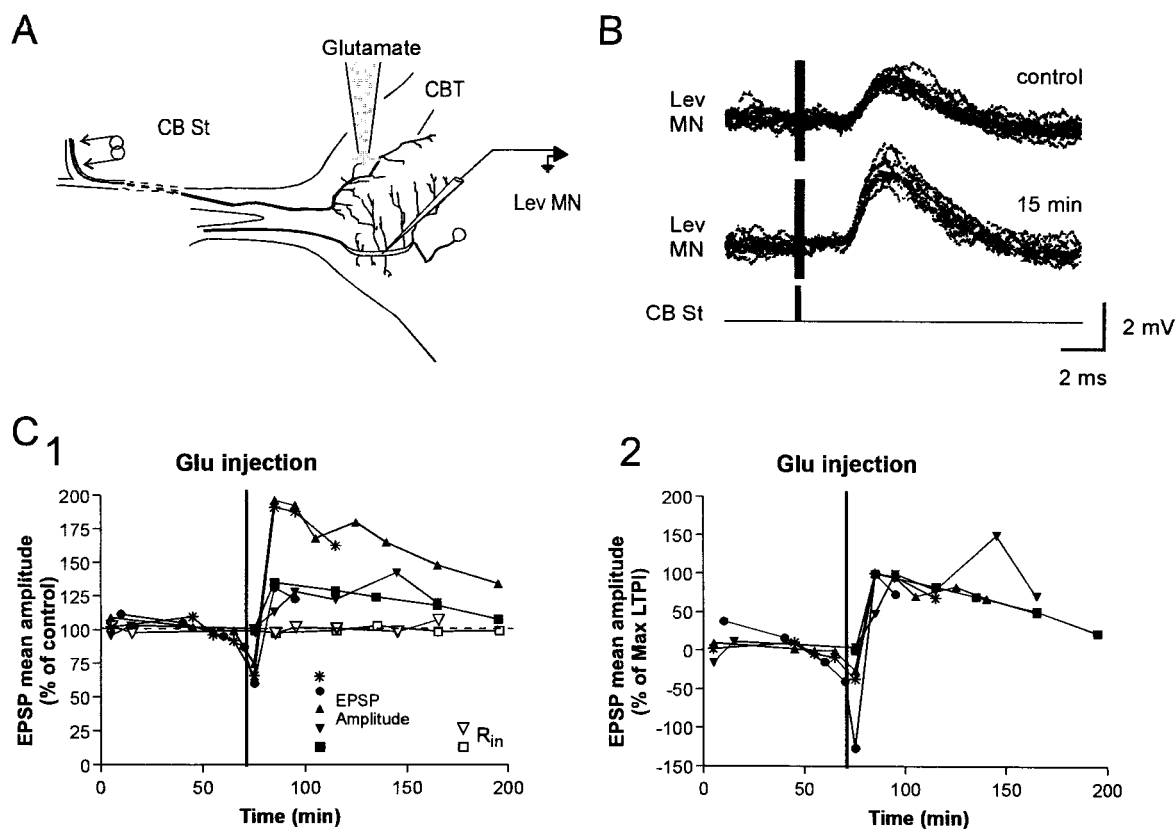 A
Glutamate
CBT
CB St
Lev MN
B
control
Lev
MN
15 min
Lev
MN
CB St
2 mV
2 ms
C 1
Glu injection
EPSP mean amplitude
(% of control)
200
175
150
125
100
75
50
25
0
EPSP
Amplitude
Rin
0 50 100 150 200
Time (min)
2
Glu injection
EPSP mean amplitude
(% of Max LTPI)
200
150
100
50
0
-50
-100
-150
0 50 100 150 200
Time (min)